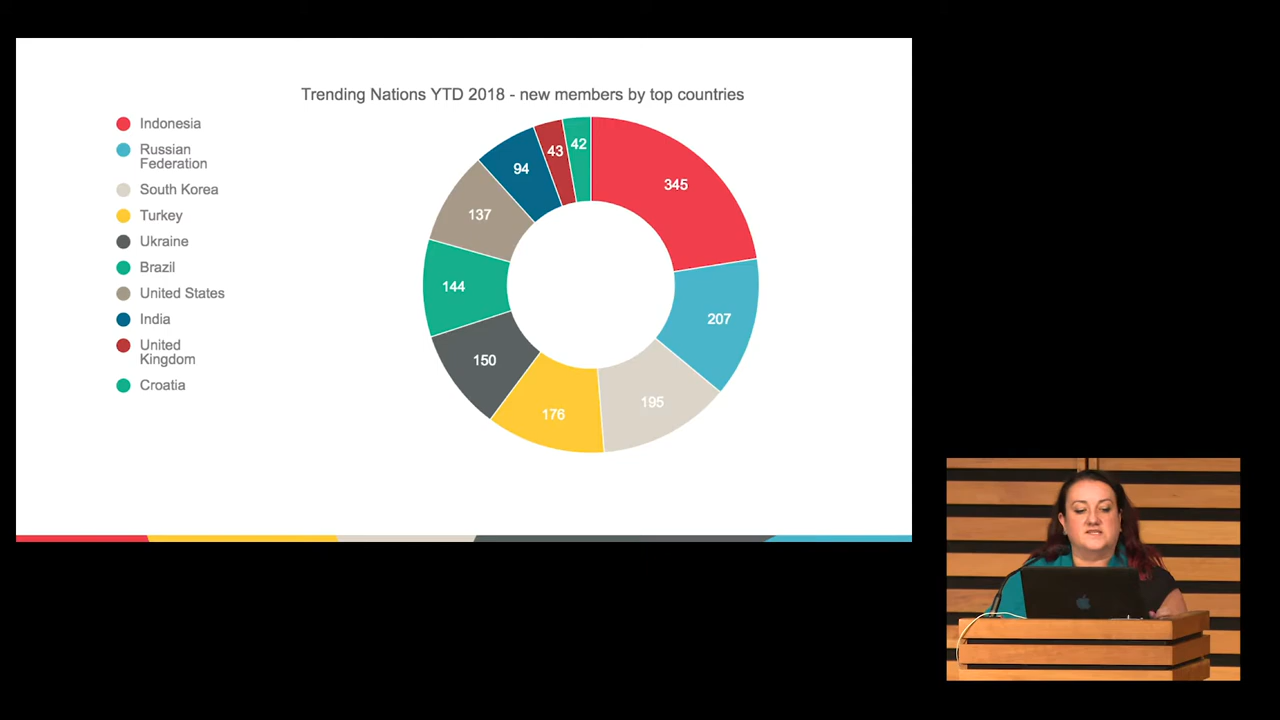 Trending Nations YTD 2018 - new members by top countries
Indonesia
Russian
Federation
South Korea
Turkey
Ukraine
Brazil
United States
India
United
Kingdom
Croatia
345
207
195
176
150
144
137
94
43
42